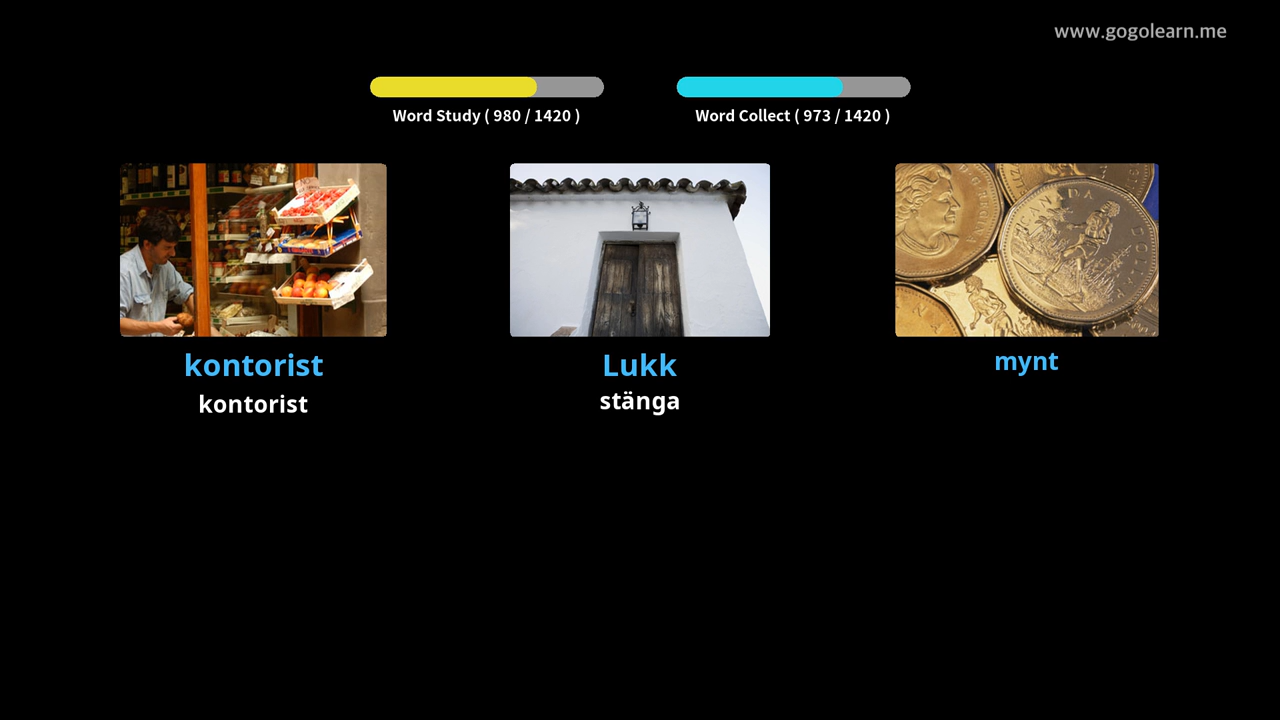 www.gogolearn.me
Word Study ( 980 / 1420 )
Word Collect ( 973 / 1420 )
kontorist
kontorist
Lukk
stänga
mynt